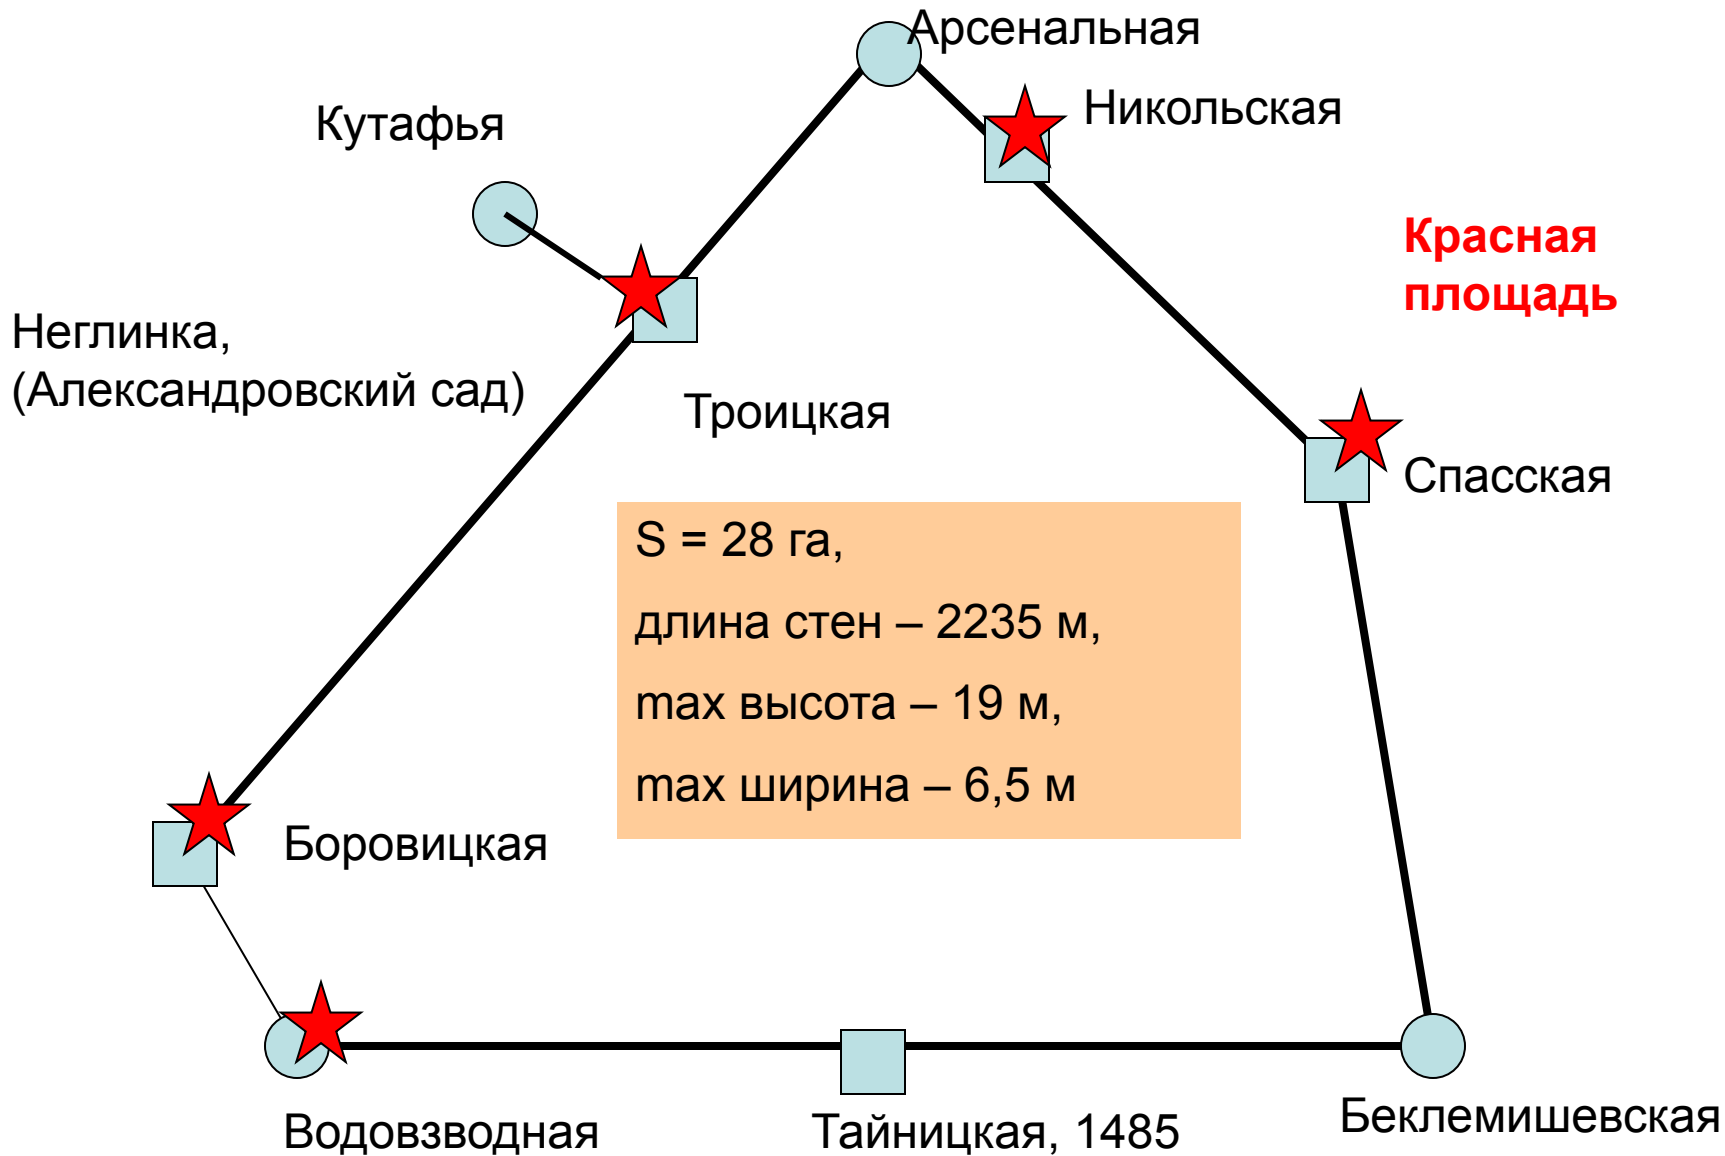 Арсенальная
Никольская
Кутафья
Красная
площадь
Неглинка,
(Александровский сад)
Троицкая
Спасская
S = 28 га,
длина стен – 2235 м,
max высота – 19 м,
max ширина – 6,5 м
Боровицкая
Водовзводная
Тайницкая, 1485
Беклемишевская